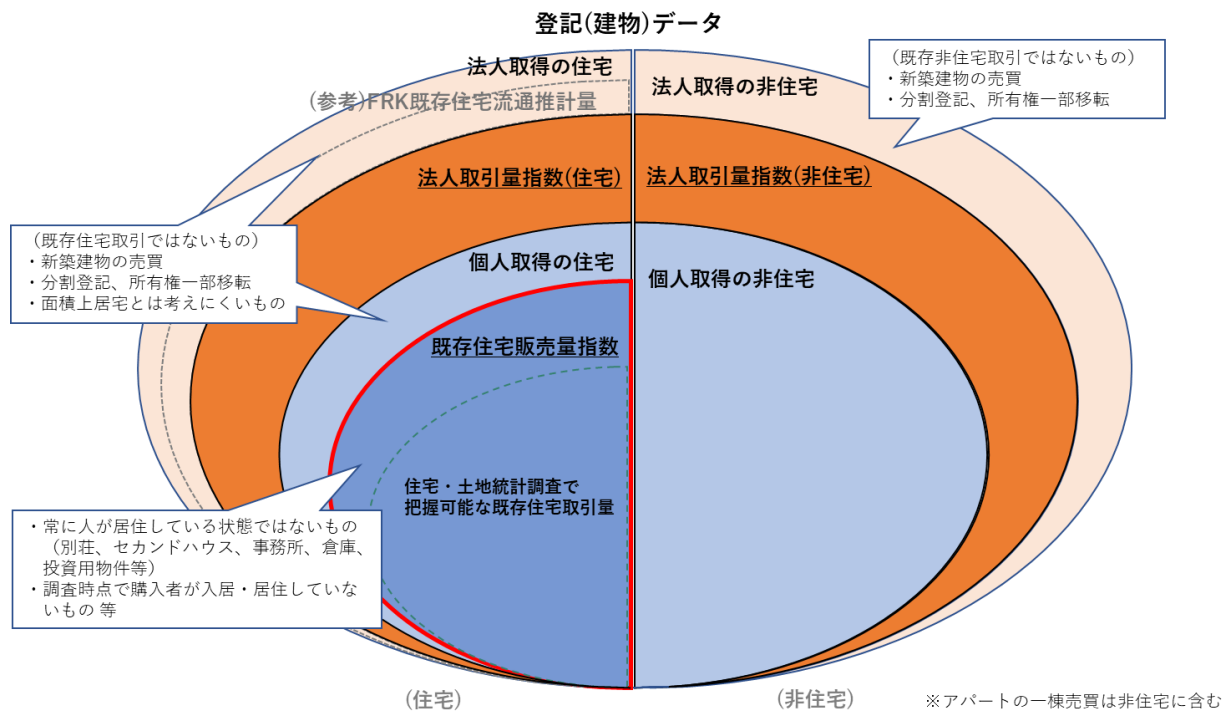 登記(建物)データ
法人取得の住宅
(参考)FRK既存住宅流通推計量
法人取得の非住宅
(既存非住宅取引ではないもの)
・新築建物の売買
・分割登記、所有権一部移転
法人取引量指数(住宅)
法人取引量指数(非住宅)
(既存住宅取引ではないもの)
・新築建物の売買
・分割登記、所有権一部移転
・面積上居宅とは考えにくいもの
個人取得の住宅
個人取得の非住宅
既存住宅販売量指数
住宅・土地統計調査で
把握可能な既存住宅取引量
・常に人が居住している状態ではないもの
(別荘、セカンドハウス、事務所、倉庫、
投資用物件等)
・調査時点で購入者が入居・居住していな
いもの 等
(住宅)
(非住宅)
※アパートの一棟売買は非住宅に含む